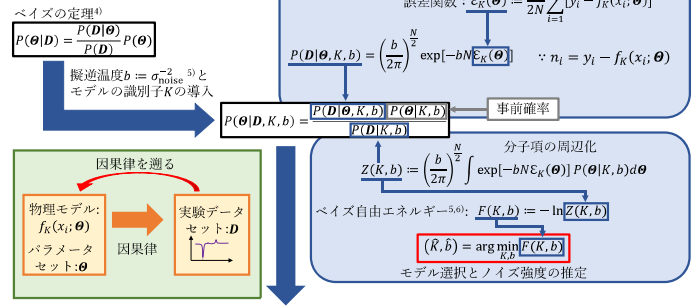 ベイズの定理4)
P(Θ|D) = P(D|Θ)/P(D) P(Θ)
擬逆温度b ≔ σ_noise^−2 5)と
モデルの識別子Kの導入
誤差関数: ℰ_K(Θ) ≔ 1/2N ∑_{i=1} [y_i − f_K(x_i; Θ)]
P(D|Θ, K, b) = (b/2π)^{N/2} exp[−bNℰ_K(Θ)] ∵ n_i = y_i − f_K(x_i; Θ)
P(Θ|D, K, b) = P(D|Θ, K, b) P(Θ|K, b)/P(D|K, b)
事前確率
因果律を遡る
物理モデル:
f_K(x_i; Θ)
パラメータ
セット:Θ
因果律
実験データ
セット:D
分子項の周辺化
Z(K, b) ≔ (b/2π)^{N/2} ∫ exp[−bNℰ_K(Θ)] P(Θ|K, b)dΘ
ベイズ自由エネルギー5,6): F(K, b) ≔ −ln Z(K, b)
(K̂, b̂) = arg min_{K,b} F(K, b)
モデル選択とノイズ強度の推定